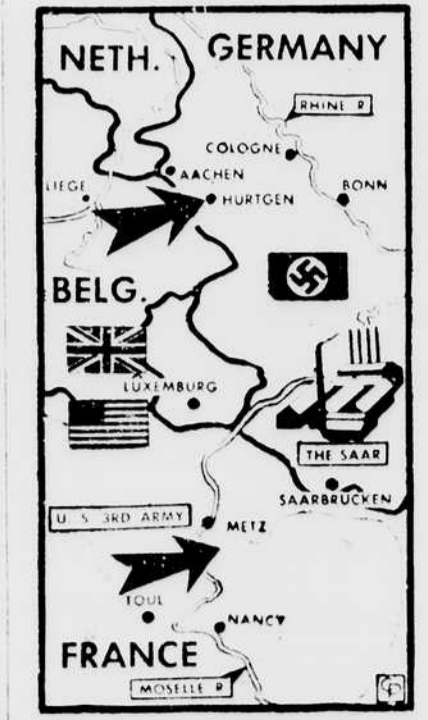 NETH.
GERMANY
RHINE R
COLOGNE
AACHEN
LIEGE
BONN
HURTGEN
BELG.
LUXEMBURG
THE SAAR
SAARBRUCKEN
U. S 3RD ARMY
METZ
TOUL
NANCY
FRANCE
MOSELLE R
CP